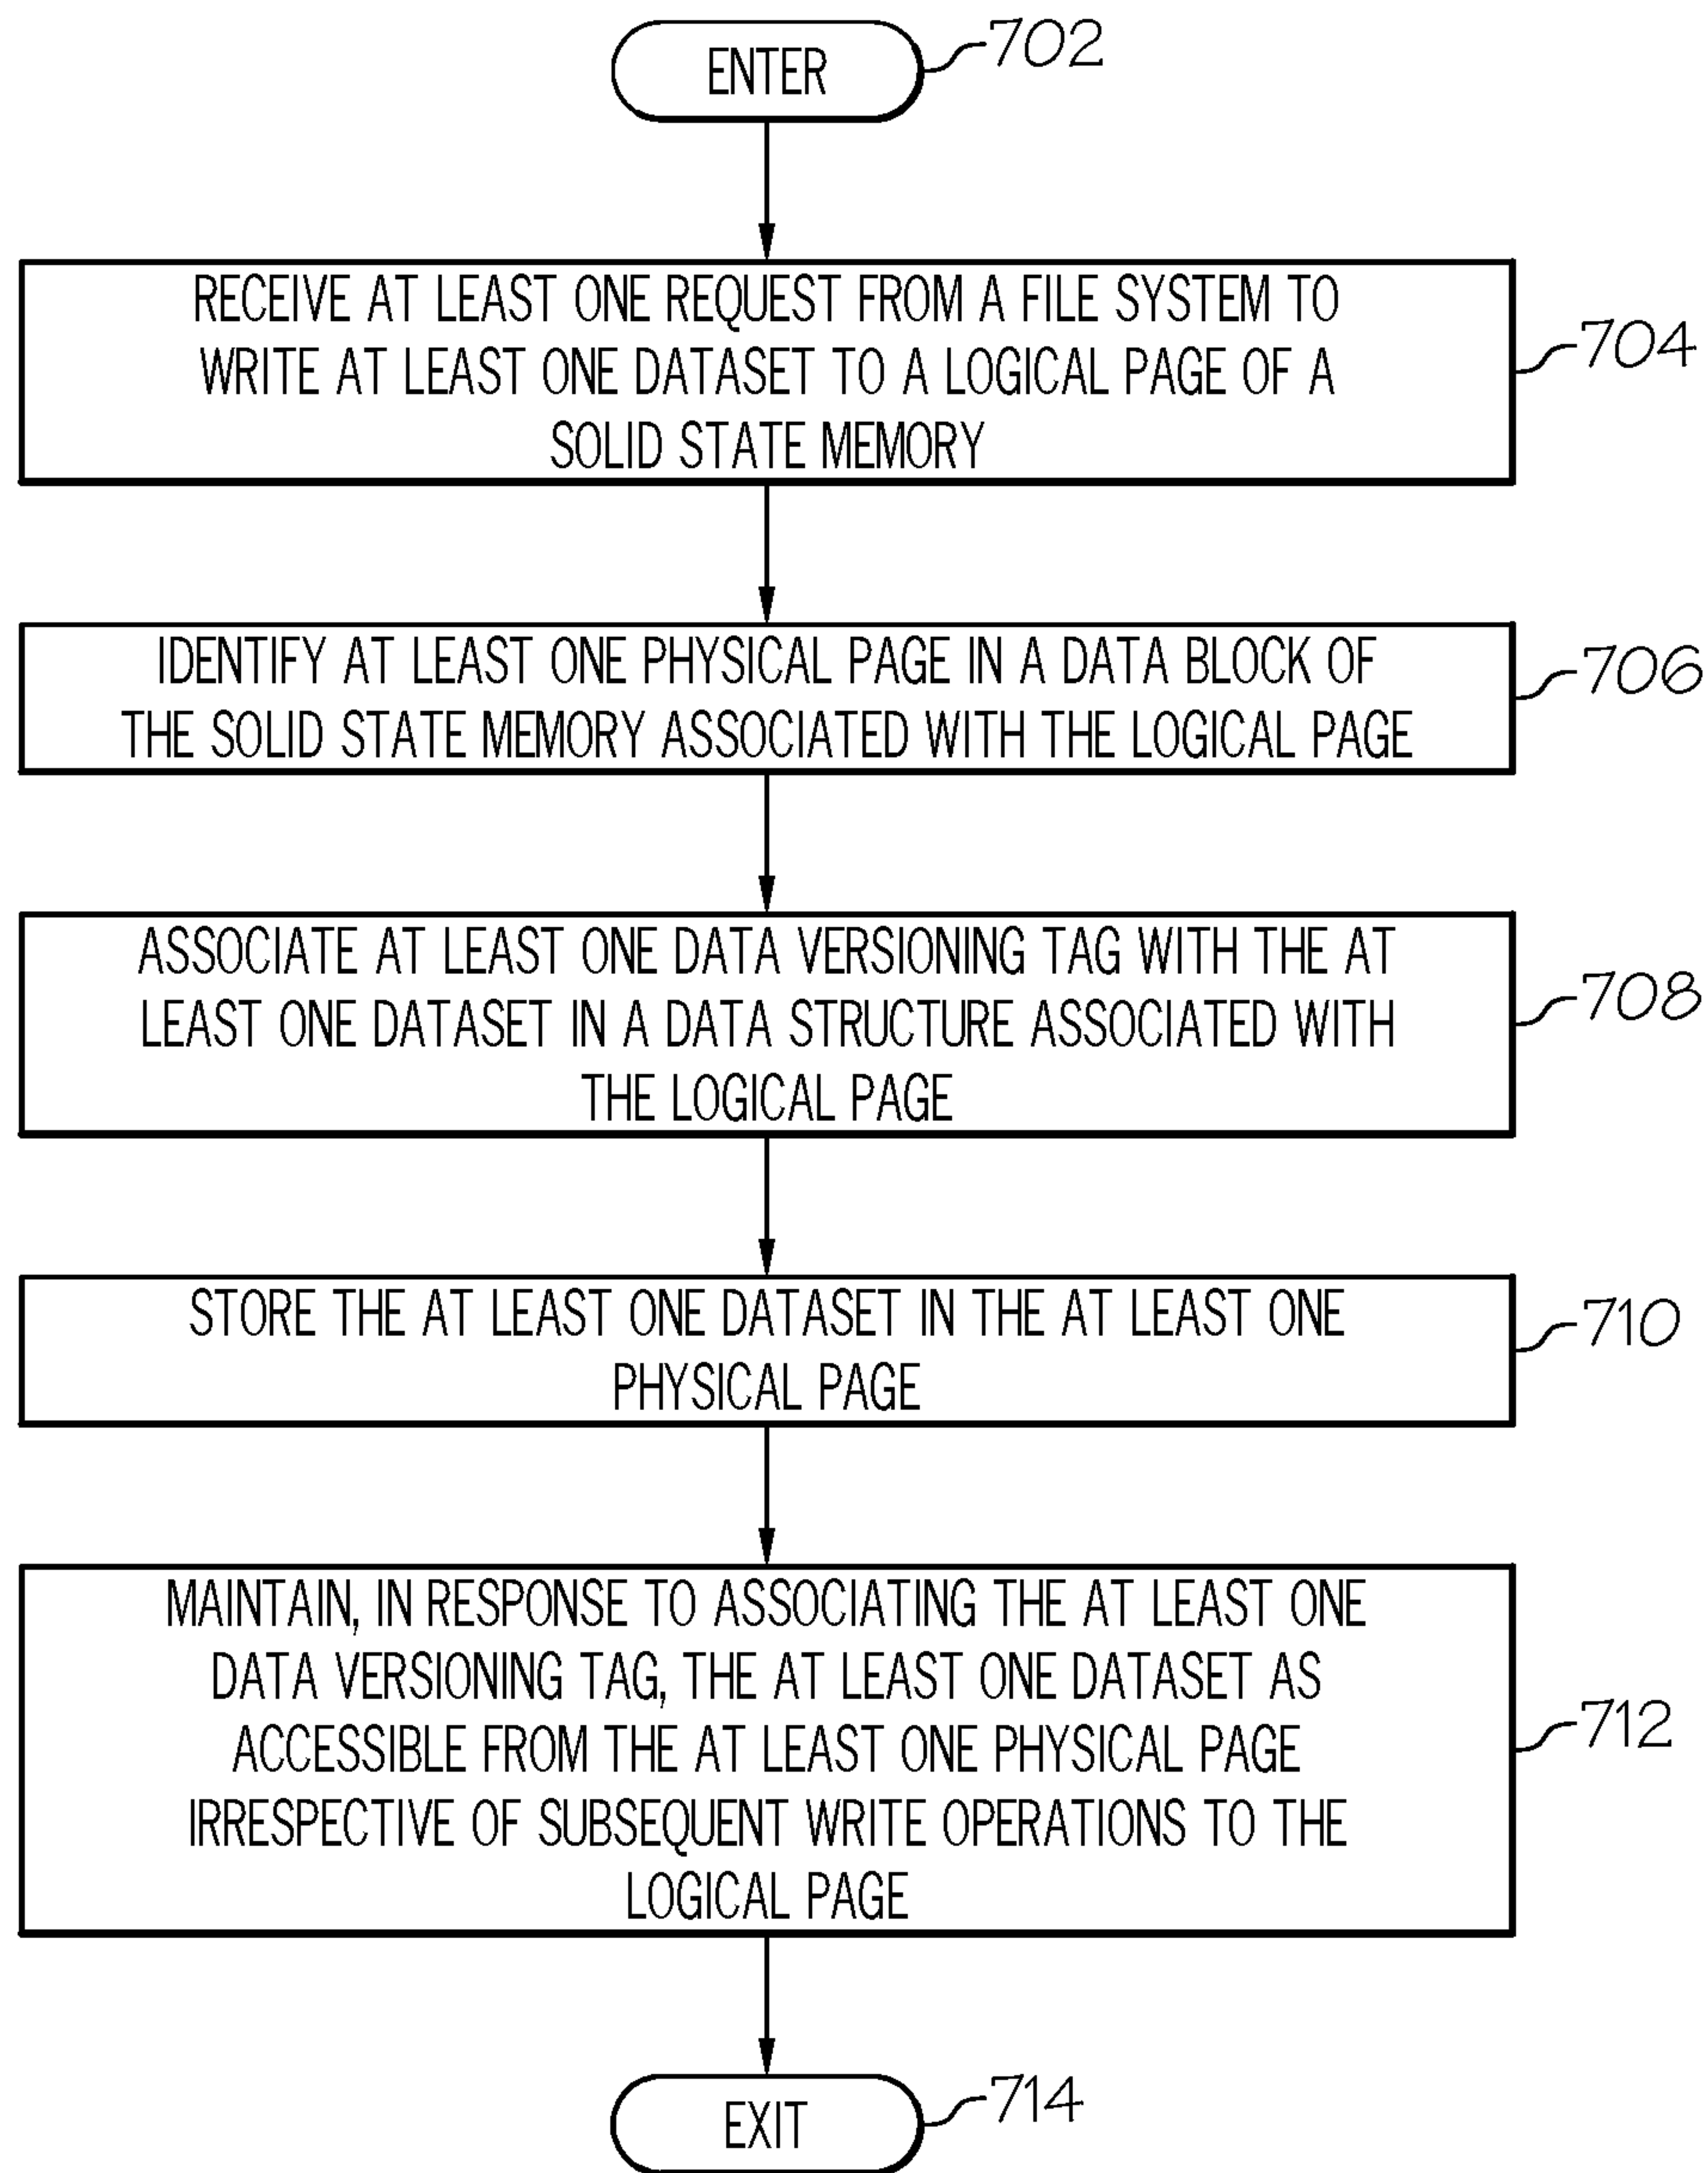 ENTER
702
RECEIVE AT LEAST ONE REQUEST FROM A FILE SYSTEM TO
WRITE AT LEAST ONE DATASET TO A LOGICAL PAGE OF A
SOLID STATE MEMORY
704
IDENTIFY AT LEAST ONE PHYSICAL PAGE IN A DATA BLOCK OF
THE SOLID STATE MEMORY ASSOCIATED WITH THE LOGICAL PAGE
706
ASSOCIATE AT LEAST ONE DATA VERSIONING TAG WITH THE AT
LEAST ONE DATASET IN A DATA STRUCTURE ASSOCIATED WITH
THE LOGICAL PAGE
708
STORE THE AT LEAST ONE DATASET IN THE AT LEAST ONE
PHYSICAL PAGE
710
MAINTAIN, IN RESPONSE TO ASSOCIATING THE AT LEAST ONE
DATA VERSIONING TAG, THE AT LEAST ONE DATASET AS
ACCESSIBLE FROM THE AT LEAST ONE PHYSICAL PAGE
IRRESPECTIVE OF SUBSEQUENT WRITE OPERATIONS TO THE
LOGICAL PAGE
712
EXIT
714